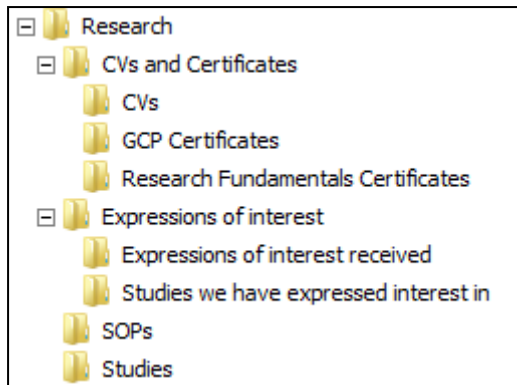 Research
CVs and Certificates
CVs
GCP Certificates
Research Fundamentals Certificates
Expressions of interest
Expressions of interest received
Studies we have expressed interest in
SOPs
Studies